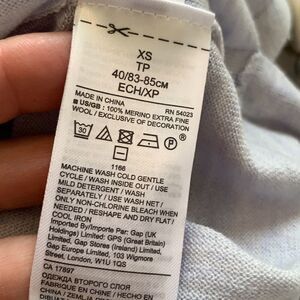 XS
TP
40/83-85CM
ECH/XP
MADE IN CHINA
RN 54023
■ US/GB : 100% MERINO EXTRA FINE
WOOL / EXCLUSIVE OF DECORATION
30
P
1166
MACHINE WASH COLD GENTLE
CYCLE / WASH INSIDE OUT / USE
MILD DETERGENT / WASH
SEPARATELY / USE WASH NET /
ONLY NON-CHLORINE BLEACH WHEN
NEEDED / RESHAPE AND DRY FLAT /
COOL IRON
Imported By/Importe Par: Gap (UK
Holdings) Limited: GPS (Great Britain)
Limited, Gap Stores (Ireland) Limited,
Gap Europe Limited, 103 Wigmore
Street, London, W1U 1QS
CA 17897
ОДЕЖДА ВТОРОГО СЛОЯ
FABRIQUÉ EN CHINE / HECHO EN